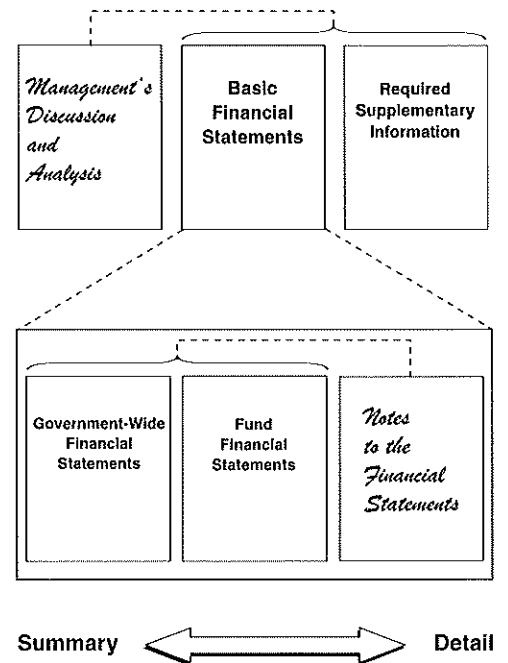 Management's
Discussion
and
Analysis
Basic
Financial
Statements
Required
Supplementary
Information
Government-Wide
Financial
Statements
Fund
Financial
Statements
Notes
to the
Financial
Statements
Summary
Detail